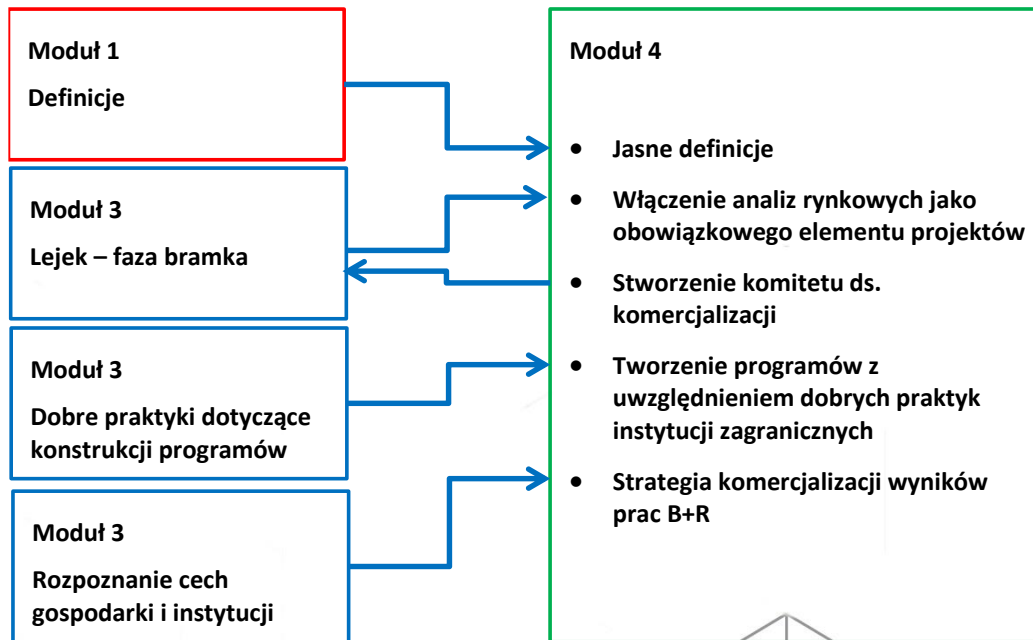 Moduł 1
Definicje
Moduł 3
Lejek – faza bramka
Moduł 3
Dobre praktyki dotyczące
konstrukcji programów
Moduł 3
Rozpoznanie cech
gospodarki i instytucji
Moduł 4
• Jasne definicje
• Włączenie analiz rynkowych jako
obowiązkowego elementu projektów
• Stworzenie komitetu ds.
komercjalizacji
• Tworzenie programów z
uwzględnieniem dobrych praktyk
instytucji zagranicznych
• Strategia komercjalizacji wyników
prac B+R